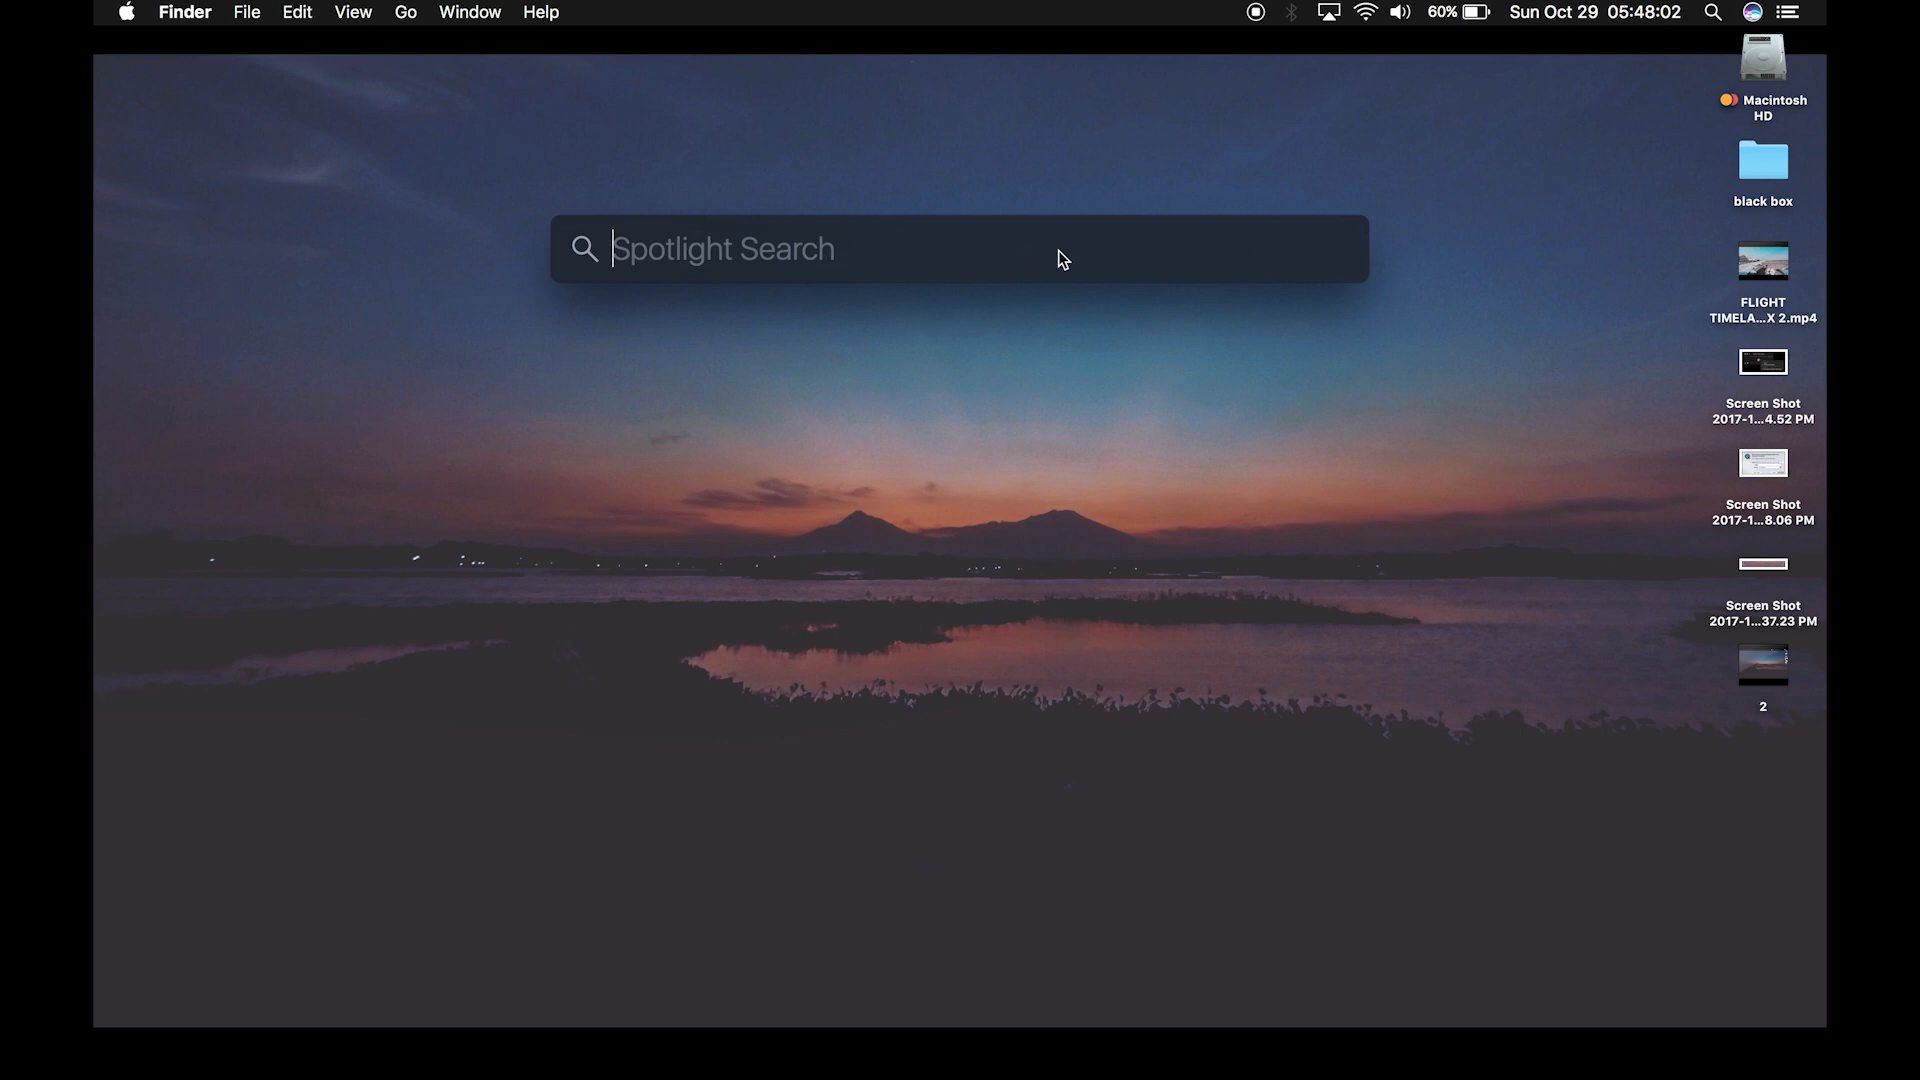 Finder File Edit View Go Window Help 60% Sun Oct 29 05:48:02
Spotlight Search
Macintosh
HD
black box
FLIGHT
TIMELA...X 2.mp4
Screen Shot
2017-1...4.52 PM
Screen Shot
2017-1...8.06 PM
Screen Shot
2017-1...37.23 PM
2